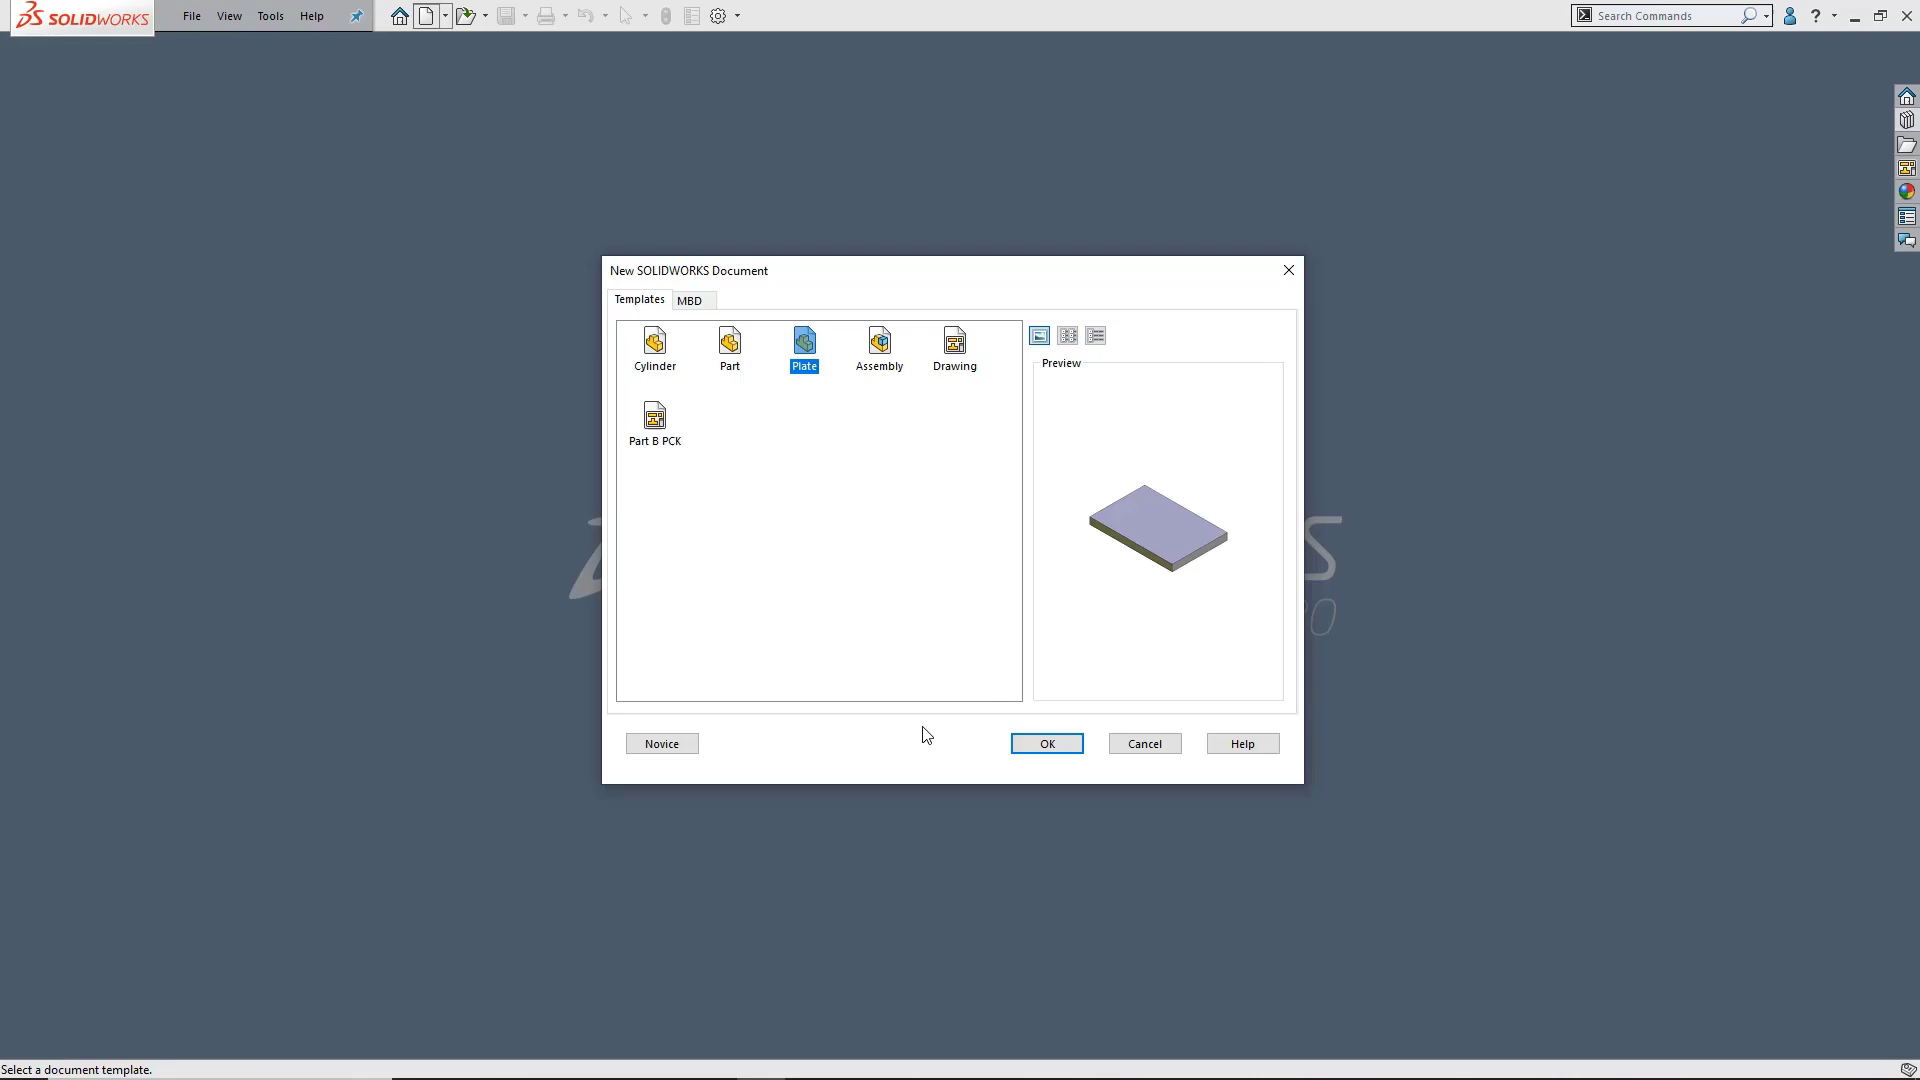 SOLIDWORKS File View Tools Help Search Commands ?
New SOLIDWORKS Document
Templates MBD
Cylinder Part Plate Assembly Drawing
Preview
Part B PCK
Novice OK Cancel Help
Select a document template.